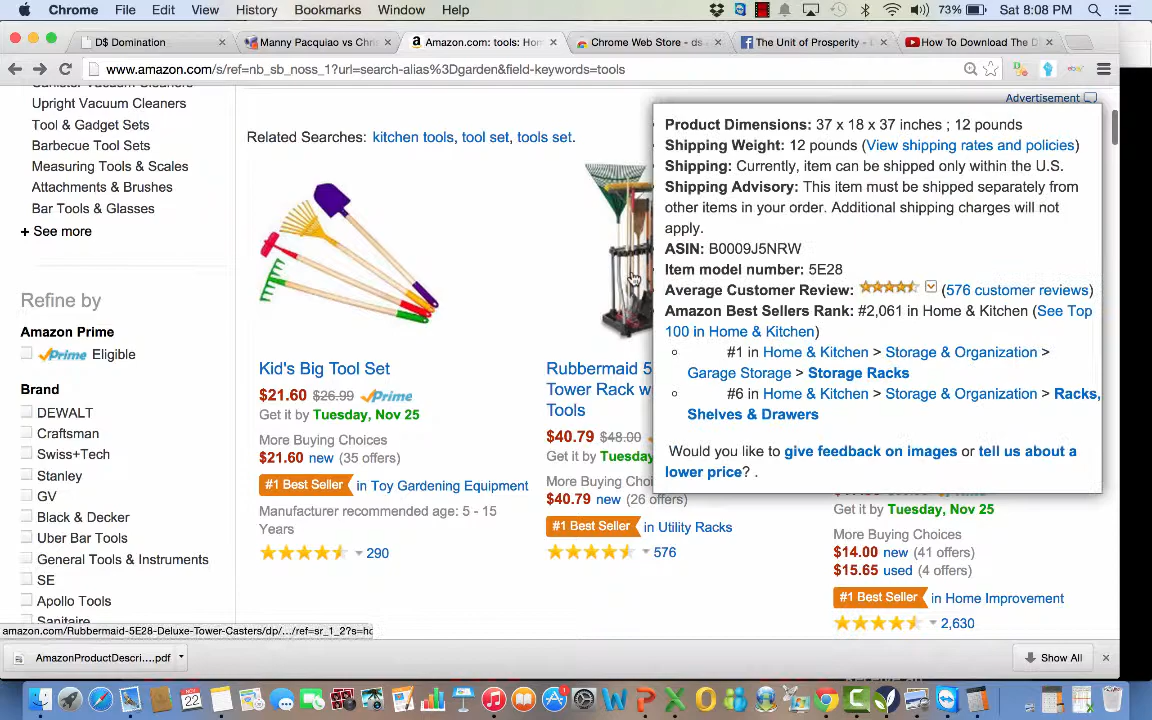 Chrome File Edit View History Bookmarks Window Help 73% Sat 8:08 PM
D$ Domination
Manny Pacquiao vs Chr
Amazon.com: tools: Hom
Chrome Web Store - ds
The Unit of Prosperity -
How To Download The D
www.amazon.com/s/ref=nb_sb_noss_1?url=search-alias%3Dgarden&field-keywords=tools
Upright Vacuum Cleaners
Tool & Gadget Sets
Barbecue Tool Sets
Measuring Tools & Scales
Attachments & Brushes
Bar Tools & Glasses
+ See more
Refine by
Amazon Prime
Prime Eligible
Brand
DEWALT
Craftsman
Swiss+Tech
Stanley
GV
Black & Decker
Uber Bar Tools
General Tools & Instruments
SE
Apollo Tools
Sanitaire
Advertisement
Related Searches: kitchen tools, tool set, tools set.
Kid's Big Tool Set
$21.60 $26.99 Prime
Get it by Tuesday, Nov 25
More Buying Choices
$21.60 new (35 offers)
#1 Best Seller in Toy Gardening Equipment
Manufacturer recommended age: 5 - 15
Years
290
Rubbermaid 5
Tower Rack w
Tools
$40.79 $48.00
Get it by Tuesday
More Buying Choi
$40.79 new (26 offers)
#1 Best Seller in Utility Racks
576
Product Dimensions: 37 x 18 x 37 inches ; 12 pounds
Shipping Weight: 12 pounds (View shipping rates and policies)
Shipping: Currently, item can be shipped only within the U.S.
Shipping Advisory: This item must be shipped separately from
other items in your order. Additional shipping charges will not
apply.
ASIN: B0009J5NRW
Item model number: 5E28
Average Customer Review: (576 customer reviews)
Amazon Best Sellers Rank: #2,061 in Home & Kitchen (See Top
100 in Home & Kitchen)
#1 in Home & Kitchen > Storage & Organization >
Garage Storage > Storage Racks
#6 in Home & Kitchen > Storage & Organization > Racks,
Shelves & Drawers
Would you like to give feedback on images or tell us about a
lower price? .
Get it by Tuesday, Nov 25
More Buying Choices
$14.00 new (41 offers)
$15.65 used (4 offers)
#1 Best Seller in Home Improvement
2,630
amazon.com/Rubbermaid-5E28-Deluxe-Tower-Casters/dp/.../ref=sr_1_2?s=ho
AmazonProductDescri....pdf
Show All